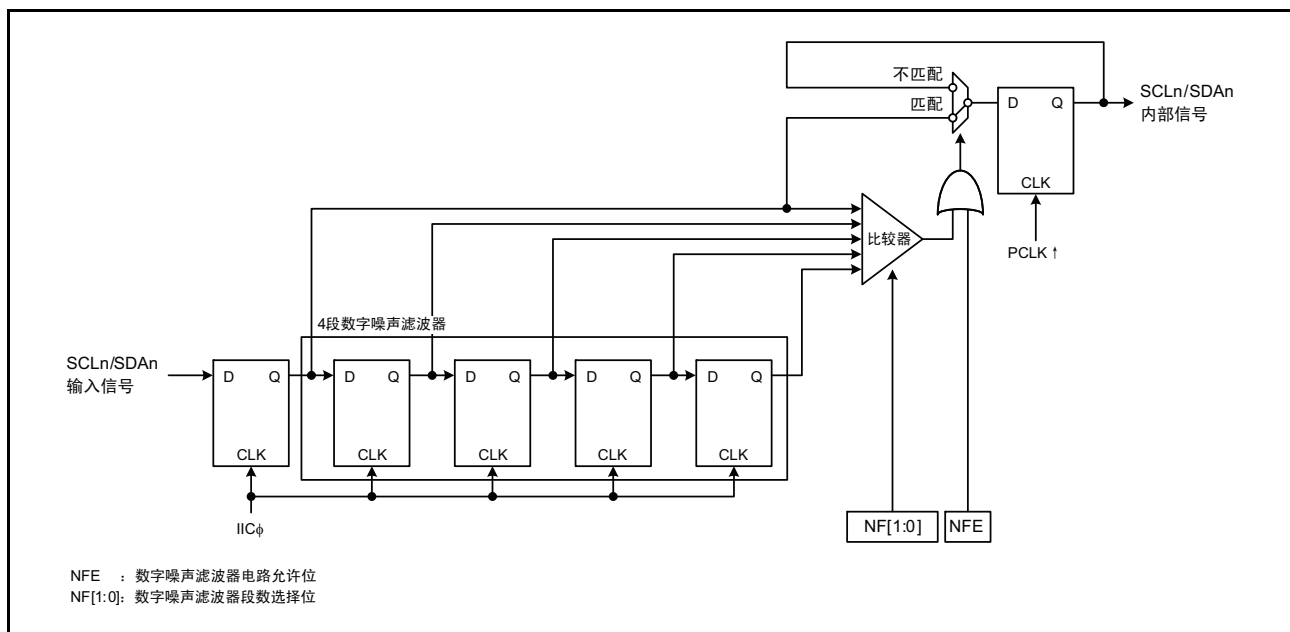 不匹配
匹配
D Q
CLK
SCLn/SDAn
内部信号
PCLK↑
比较器
4段数字噪声滤波器
SCLn/SDAn
输入信号
D Q
CLK
D Q
CLK
D Q
CLK
D Q
CLK
D Q
CLK
IICϕ
NF[1:0]
NFE
NFE : 数字噪声滤波器电路允许位
NF[1:0]: 数字噪声滤波器段数选择位